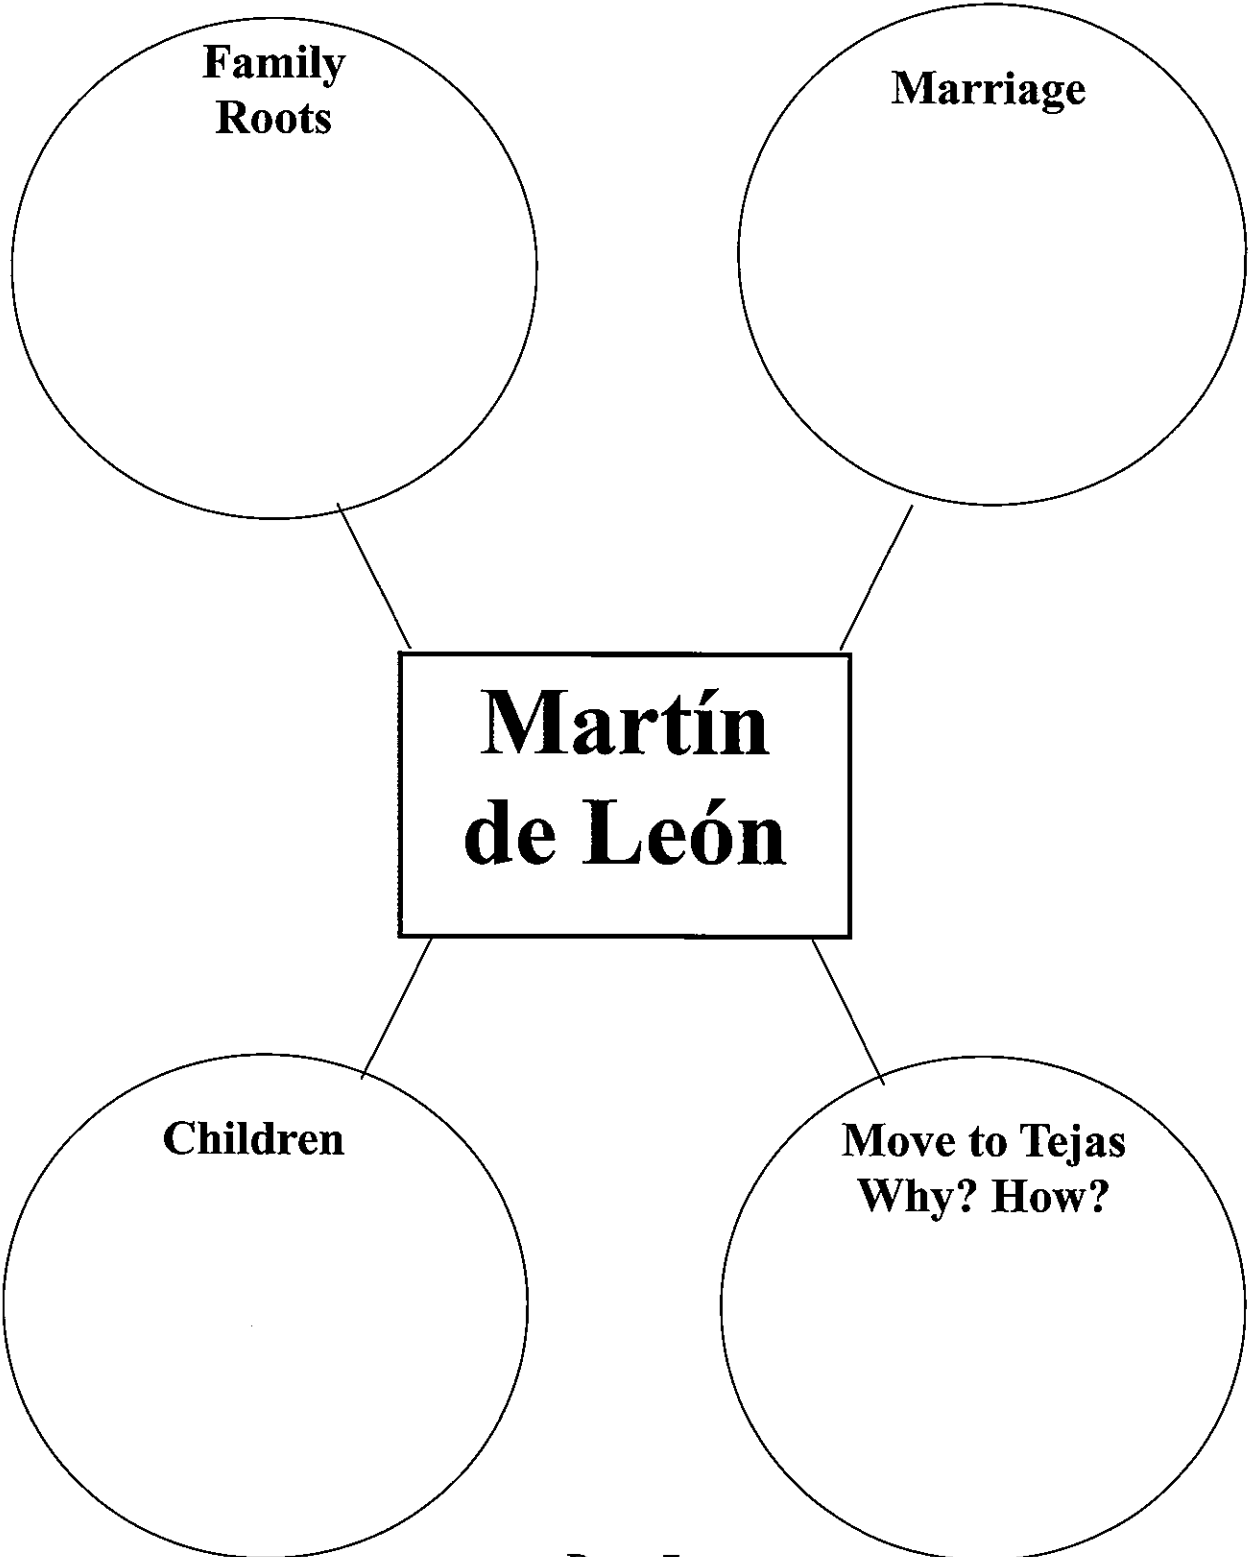 Family
Roots
Marriage
Martín
de León
Children
Move to Tejas
Why? How?